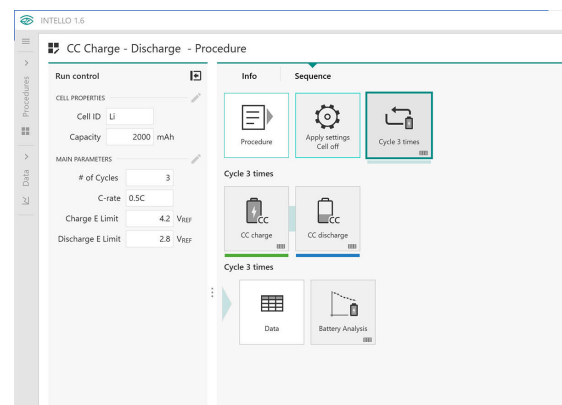 INTELLO 1.6
CC Charge - Discharge - Procedure
Procedures
Data
Run control
CELL PROPERTIES
Cell ID Li
Capacity 2000 mAh
MAIN PARAMETERS
# of Cycles 3
C-rate 0.5C
Charge E Limit 4.2 VREF
Discharge E Limit 2.8 VREF
Info Sequence
Procedure
Apply settings
Cell off
Cycle 3 times
Cycle 3 times
CC
CC charge
CC
CC discharge
Cycle 3 times
Data
Battery Analysis